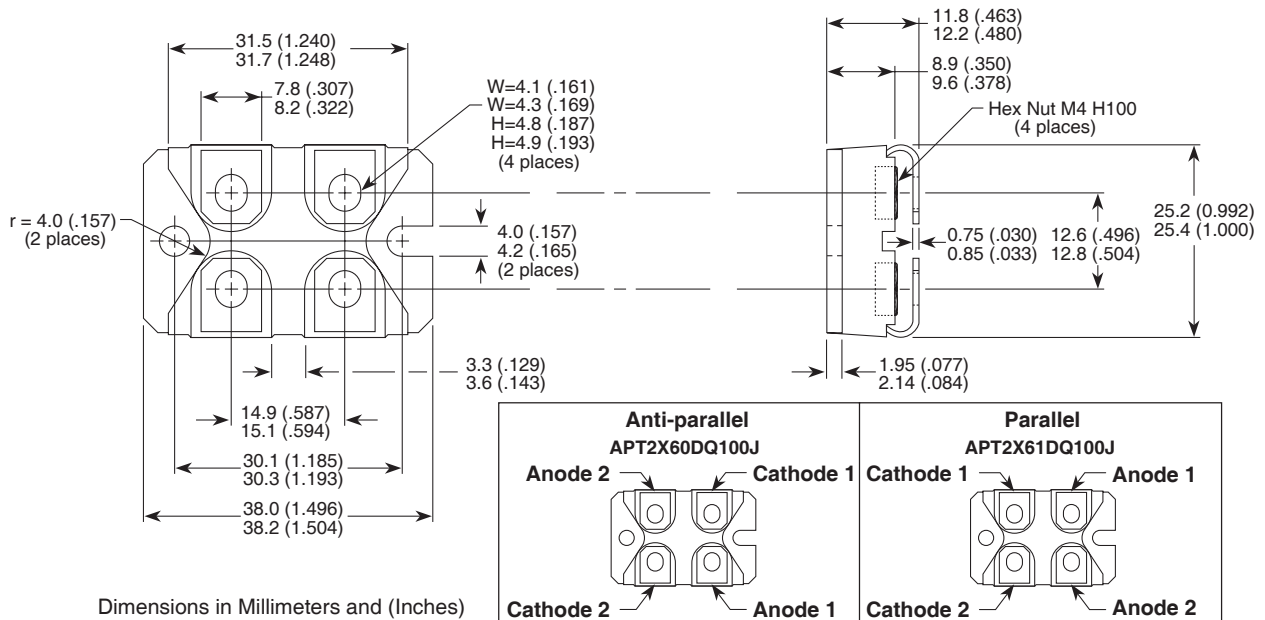 31.5 (1.240)
31.7 (1.248)
7.8 (.307)
8.2 (.322)
W=4.1 (.161)
W=4.3 (.169)
H=4.8 (.187)
H=4.9 (.193)
(4 places)
r = 4.0 (.157)
(2 places)
4.0 (.157)
4.2 (.165)
(2 places)
3.3 (.129)
3.6 (.143)
14.9 (.587)
15.1 (.594)
30.1 (1.185)
30.3 (1.193)
38.0 (1.496)
38.2 (1.504)
11.8 (.463)
12.2 (.480)
8.9 (.350)
9.6 (.378)
Hex Nut M4 H100
(4 places)
0.75 (.030)
0.85 (.033)
12.6 (.496)
12.8 (.504)
25.2 (0.992)
25.4 (1.000)
1.95 (.077)
2.14 (.084)
Anti-parallel
APT2X60DQ100J
Anode 2
Cathode 1
Cathode 2
Anode 1
Parallel
APT2X61DQ100J
Cathode 1
Anode 1
Cathode 2
Anode 2
Dimensions in Millimeters and (Inches)